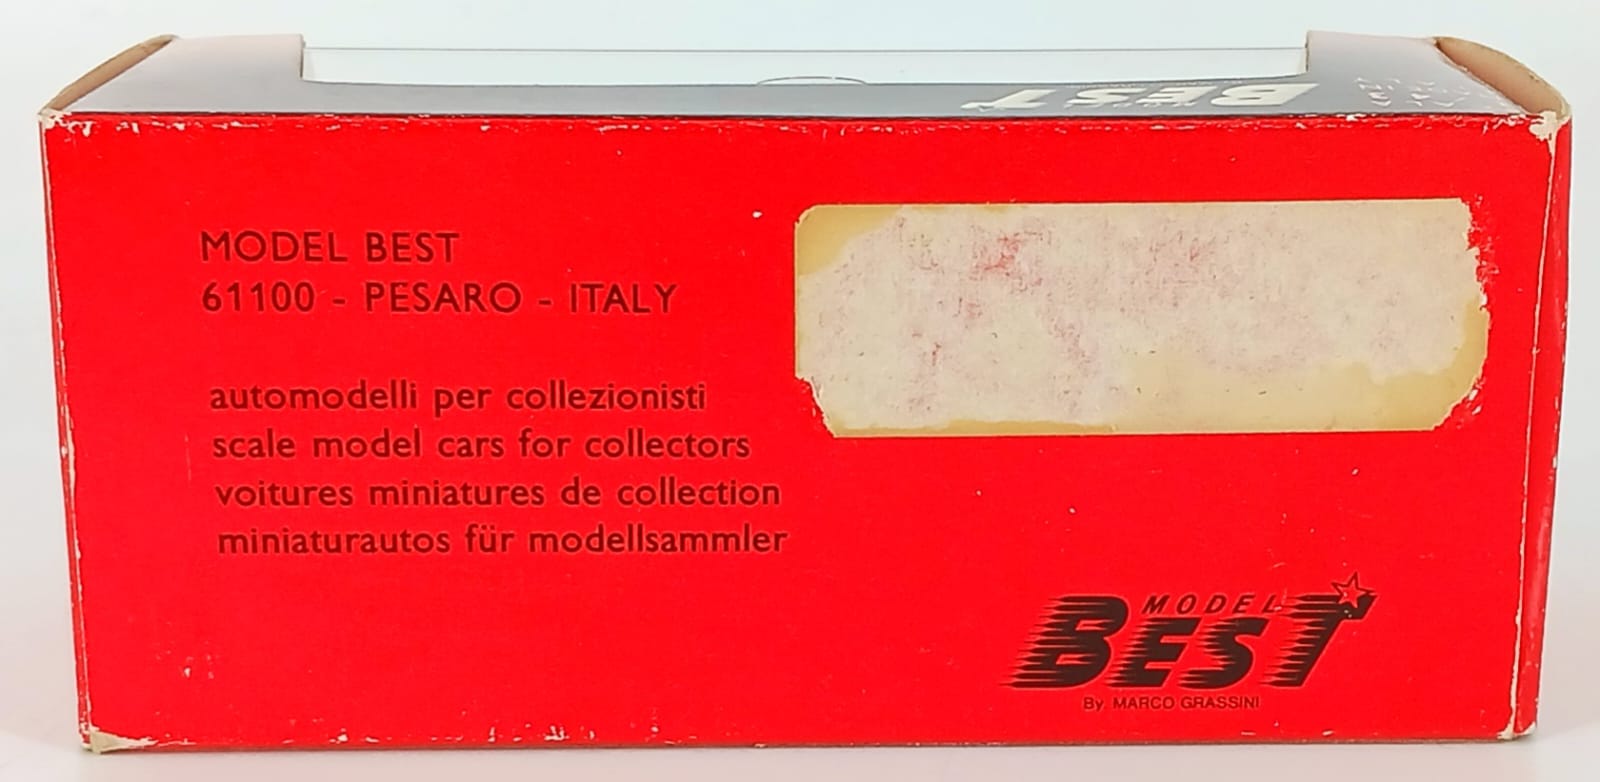 BEST
MODEL BEST
61100 - PESARO - ITALY
automodelli per collezionisti
scale model cars for collectors
voitures miniatures de collection
miniaturautos für modellsammler
MODEL
BEST
By MARCO GRASSINI